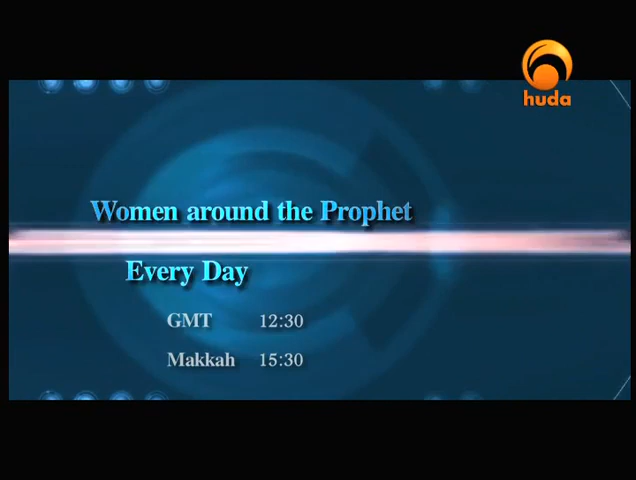 huda
Women around the Prophet
Every Day
GMT 12:30
Makkah 15:30